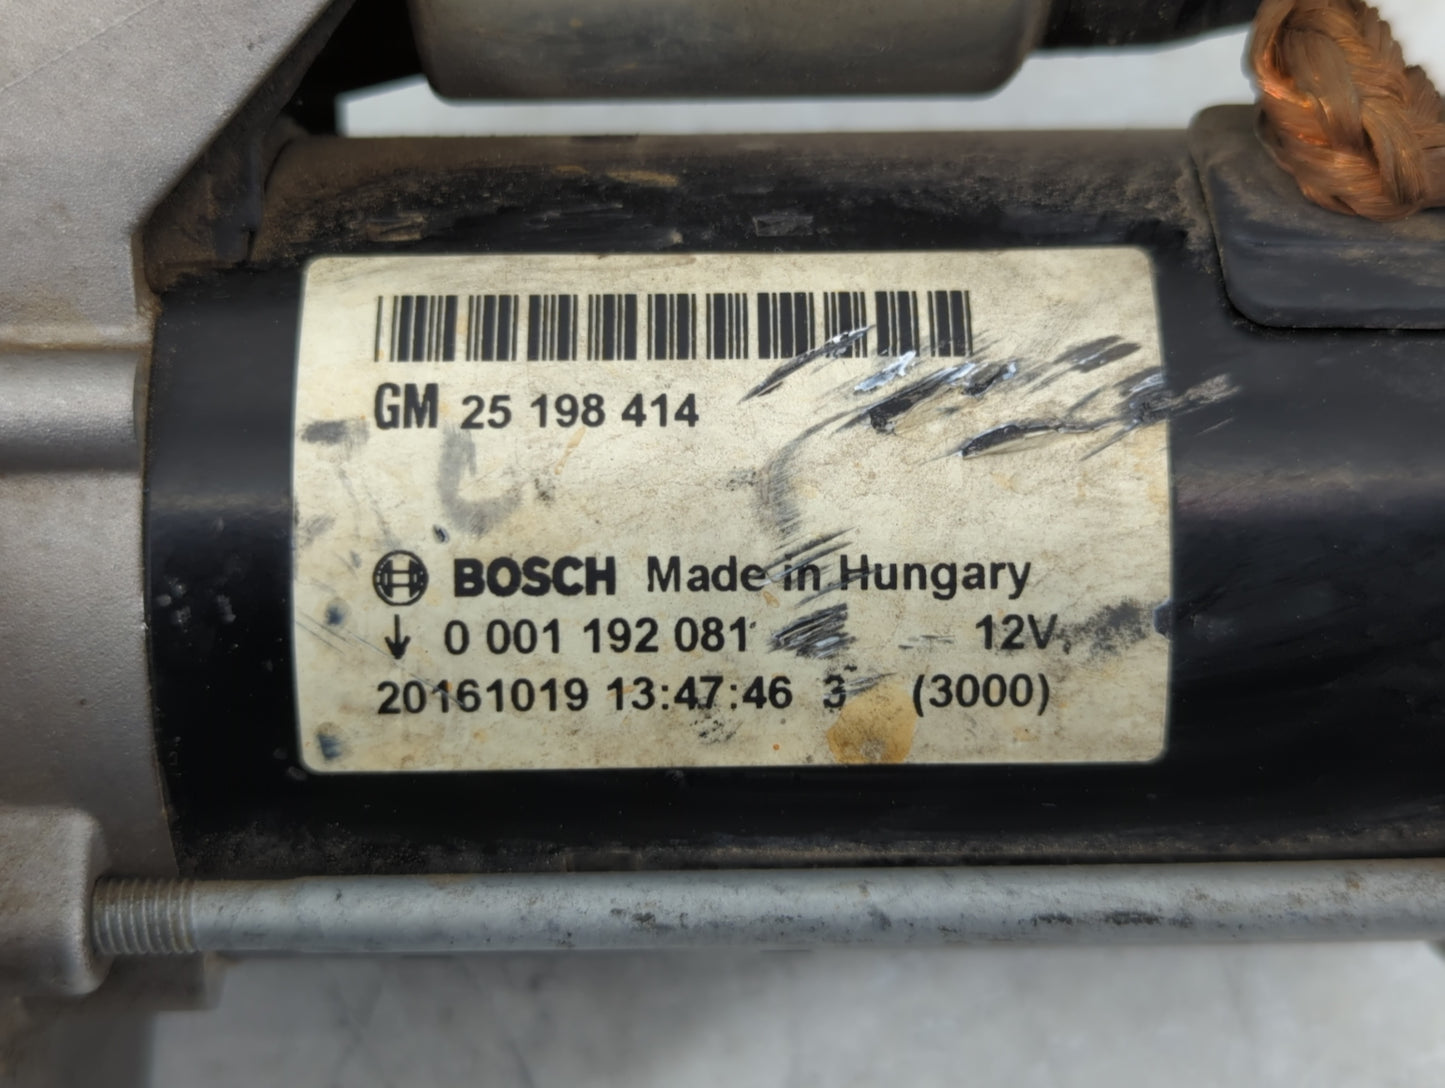 GM 25 198 414
BOSCH Made in Hungary
↓ 0 001 192 081 12V
20161019 13:47:46 3 (3000)